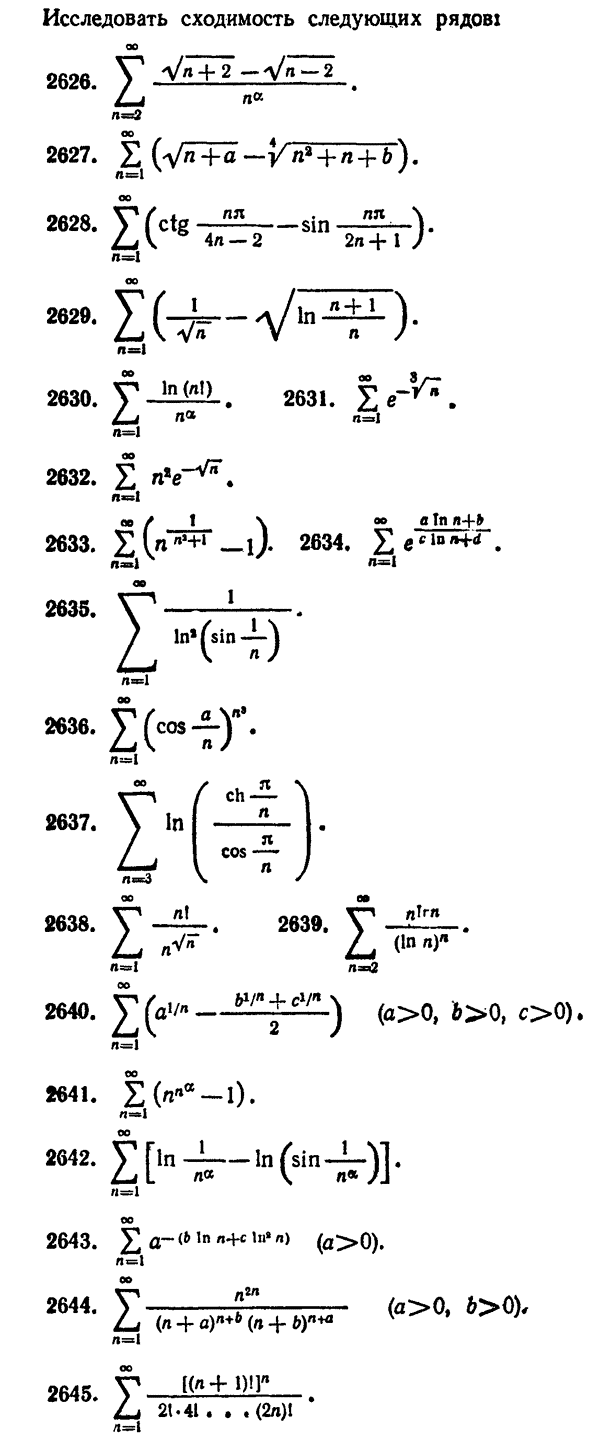 Исследовать сходимость следующих рядов:
2626. $\sum_{n=2}^{\infty} \frac{\sqrt{n+2}-\sqrt{n-2}}{n^{\alpha}}$.
2627. $\sum_{n=1}^{\infty} \left(\sqrt{n+a}-\sqrt[4]{n^2+n+b}\right)$.
2628. $\sum_{n=1}^{\infty} \left(\operatorname{ctg} \frac{n\pi}{4n-2}-\sin \frac{n\pi}{2n+1}\right)$.
2629. $\sum_{n=1}^{\infty} \left(\frac{1}{\sqrt{n}}-\sqrt{\ln \frac{n+1}{n}}\right)$.
2630. $\sum_{n=1}^{\infty} \frac{\ln (n!)}{n^{\alpha}}$. 2631. $\sum_{n=1}^{\infty} e^{-\sqrt[3]{n}}$.
2632. $\sum_{n=1}^{\infty} n^2 e^{-\sqrt{n}}$.
2633. $\sum_{n=1}^{\infty} \left(n^{\frac{1}{n^2+1}}-1\right)$. 2634. $\sum_{n=1}^{\infty} e^{\frac{a \ln n+b}{c \ln n+d}}$.
2635. $\sum_{n=1}^{\infty} \frac{1}{\ln^2\left(\sin \frac{1}{n}\right)}$.
2636. $\sum_{n=1}^{\infty} \left(\cos \frac{a}{n}\right)^{n^3}$.
2637. $\sum_{n=3}^{\infty} \ln \left(\frac{\operatorname{ch} \frac{\pi}{n}}{\cos \frac{\pi}{n}}\right)$.
2638. $\sum_{n=1}^{\infty} \frac{n!}{n^{\sqrt{n}}}$. 2639. $\sum_{n=2}^{\infty} \frac{n^{\ln n}}{(\ln n)^n}$.
2640. $\sum_{n=1}^{\infty} \left(a^{1/n}-\frac{b^{1/n}+c^{1/n}}{2}\right)$ (a>0, b>0, c>0).
2641. $\sum_{n=1}^{\infty} (n^{n^{\alpha}}-1)$.
2642. $\sum_{n=1}^{\infty} \left[\ln \frac{1}{n^{\alpha}}-\ln \left(\sin \frac{1}{n^{\alpha}}\right)\right]$.
2643. $\sum_{n=1}^{\infty} a^{-(b \ln n+c \ln^2 n)}$ (a>0).
2644. $\sum_{n=1}^{\infty} \frac{n^{2n}}{(n+a)^{n+b}(n+b)^{n+a}}$ (a>0, b>0).
2645. $\sum_{n=1}^{\infty} \frac{[(n+1)!]^n}{2! \cdot 4! \ldots (2n)!}$.